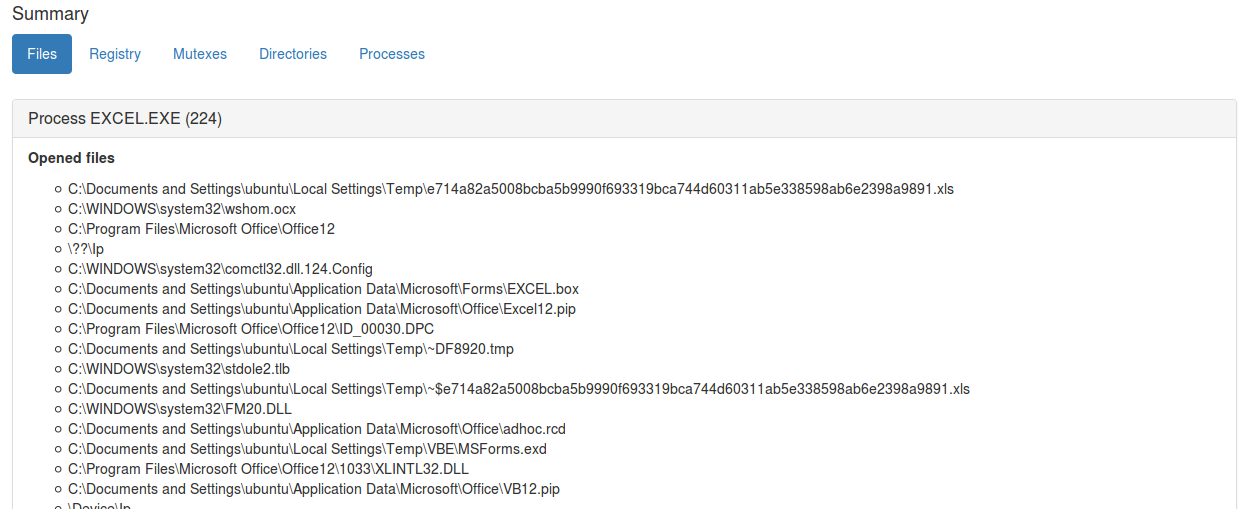 Summary
Files Registry Mutexes Directories Processes
Process EXCEL.EXE (224)
Opened files
C:\Documents and Settings\ubuntu\Local Settings\Temp\e714a82a5008bcba5b9990f693319bca744d60311ab5e338598ab6e2398a9891.xls
C:\WINDOWS\system32\wshom.ocx
C:\Program Files\Microsoft Office\Office12
\??\Ip
C:\WINDOWS\system32\comctl32.dll.124.Config
C:\Documents and Settings\ubuntu\Application Data\Microsoft\Forms\EXCEL.box
C:\Documents and Settings\ubuntu\Application Data\Microsoft\Office\Excel12.pip
C:\Program Files\Microsoft Office\Office12\ID_00030.DPC
C:\Documents and Settings\ubuntu\Local Settings\Temp\~DF8920.tmp
C:\WINDOWS\system32\stdole2.tlb
C:\Documents and Settings\ubuntu\Local Settings\Temp\~$e714a82a5008bcba5b9990f693319bca744d60311ab5e338598ab6e2398a9891.xls
C:\WINDOWS\system32\FM20.DLL
C:\Documents and Settings\ubuntu\Application Data\Microsoft\Office\adhoc.rcd
C:\Documents and Settings\ubuntu\Local Settings\Temp\VBE\MSForms.exd
C:\Program Files\Microsoft Office\Office12\1033\XLINTL32.DLL
C:\Documents and Settings\ubuntu\Application Data\Microsoft\Office\VB12.pip
\Device\Ip